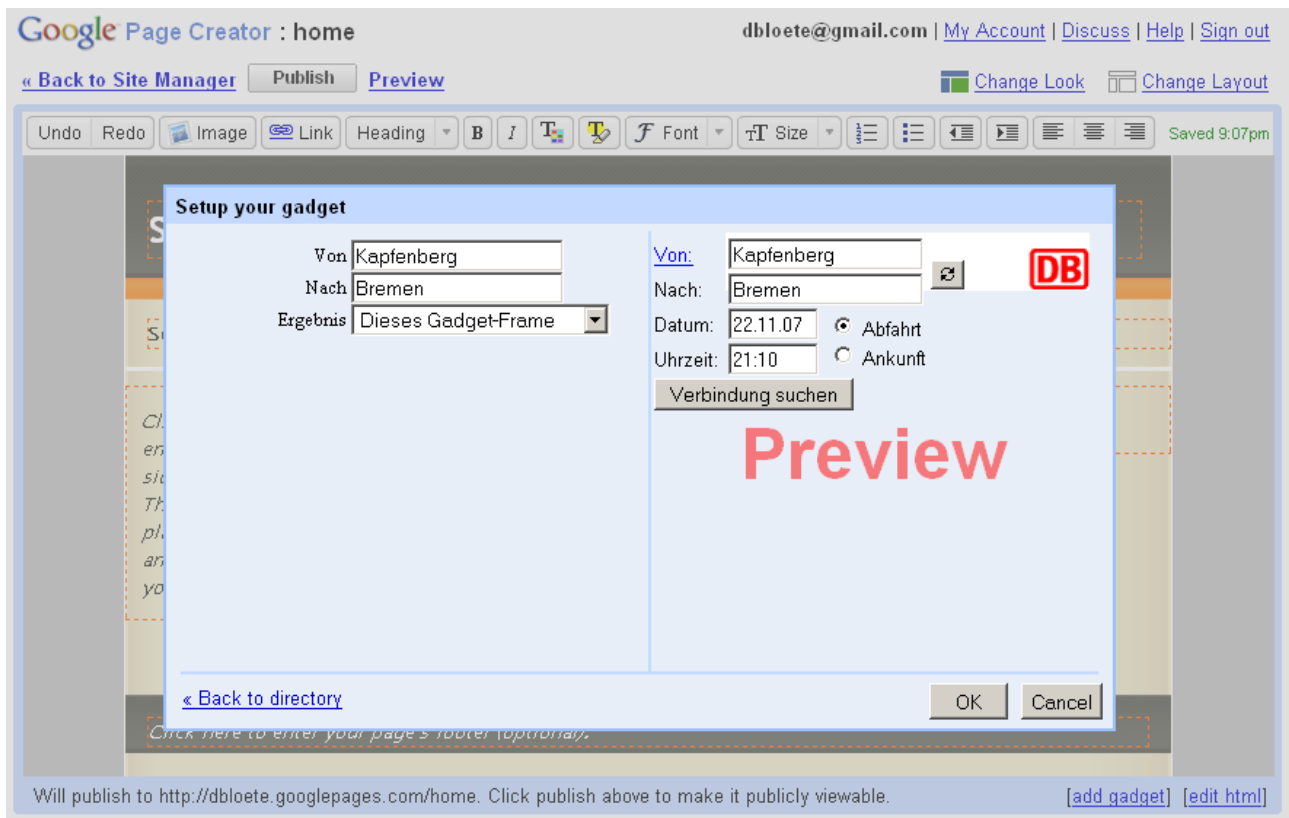 Google Page Creator : home
dbloete@gmail.com | My Account | Discuss | Help | Sign out
« Back to Site Manager Publish Preview
Change Look Change Layout
Undo Redo Image Link Heading B I T T F Font TT Size Saved 9:07pm
Setup your gadget
Von Kapfenberg
Nach Bremen
Ergebnis Dieses Gadget-Frame
Von: Kapfenberg
DB
Nach: Bremen
Datum: 22.11.07 Abfahrt
Uhrzeit: 21:10 Ankunft
Verbindung suchen
Preview
« Back to directory
OK Cancel
Click here to enter your page's footer (optional).
Will publish to http://dbloete.googlepages.com/home. Click publish above to make it publicly viewable.
[add gadget] [edit html]